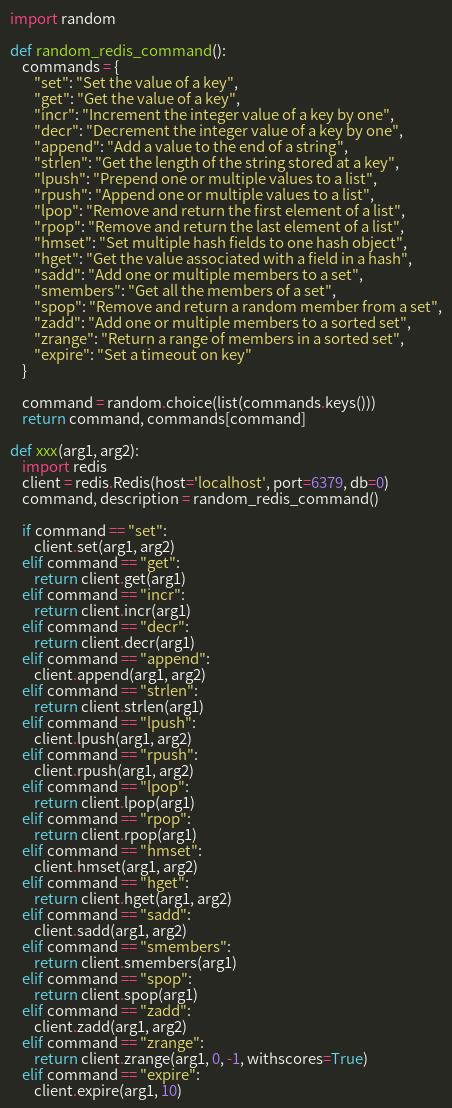 import random

def random_redis_command():
    commands = {
        "set": "Set the value of a key",
        "get": "Get the value of a key",
        "incr": "Increment the integer value of a key by one",
        "decr": "Decrement the integer value of a key by one",
        "append": "Add a value to the end of a string",
        "strlen": "Get the length of the string stored at a key",
        "lpush": "Prepend one or multiple values to a list",
        "rpush": "Append one or multiple values to a list",
        "lpop": "Remove and return the first element of a list",
        "rpop": "Remove and return the last element of a list",
        "hmset": "Set multiple hash fields to one hash object",
        "hget": "Get the value associated with a field in a hash",
        "sadd": "Add one or multiple members to a set",
        "smembers": "Get all the members of a set",
        "spop": "Remove and return a random member from a set",
        "zadd": "Add one or multiple members to a sorted set",
        "zrange": "Return a range of members in a sorted set",
        "expire": "Set a timeout on key"
    }

    command = random.choice(list(commands.keys()))
    return command, commands[command]

def xxx(arg1, arg2):
    import redis
    client = redis.Redis(host='localhost', port=6379, db=0)
    command, description = random_redis_command()

    if command == "set":
        client.set(arg1, arg2)
    elif command == "get":
        return client.get(arg1)
    elif command == "incr":
        return client.incr(arg1)
    elif command == "decr":
        return client.decr(arg1)
    elif command == "append":
        client.append(arg1, arg2)
    elif command == "strlen":
        return client.strlen(arg1)
    elif command == "lpush":
        client.lpush(arg1, arg2)
    elif command == "rpush":
        client.rpush(arg1, arg2)
    elif command == "lpop":
        return client.lpop(arg1)
    elif command == "rpop":
        return client.rpop(arg1)
    elif command == "hmset":
        client.hmset(arg1, arg2)
    elif command == "hget":
        return client.hget(arg1, arg2)
    elif command == "sadd":
        client.sadd(arg1, arg2)
    elif command == "smembers":
        return client.smembers(arg1)
    elif command == "spop":
        return client.spop(arg1)
    elif command == "zadd":
        client.zadd(arg1, arg2)
    elif command == "zrange":
        return client.zrange(arg1, 0, -1, withscores=True)
    elif command == "expire":
        client.expire(arg1, 10)